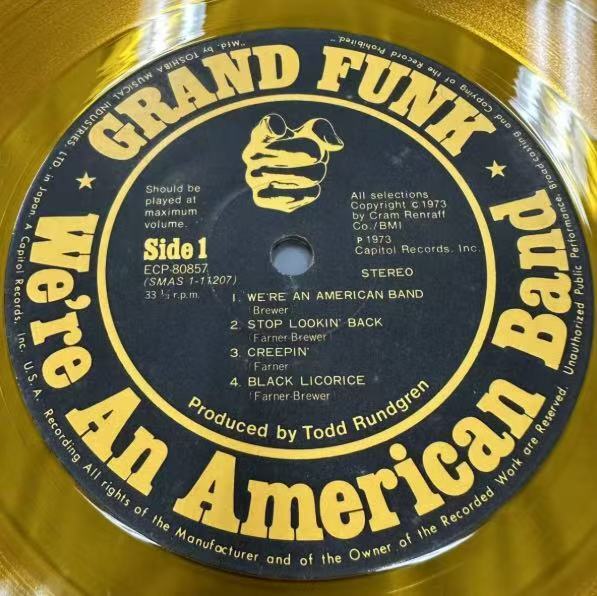 GRAND FUNK
Should be
played at
maximum
volume.
Side 1
ECP-80857
(SMAS 1-11207)
33 ⅓ r.p.m.
All selections
Copyright © 1973
by Cram Renraff
Co./BMI
℗ 1973
Capitol Records, Inc.
STEREO
1. WE'RE AN AMERICAN BAND
(Brewer)
2. STOP LOOKIN' BACK
(Farner-Brewer)
3. CREEPIN'
(Farner)
4. BLACK LICORICE
(Farner-Brewer)
Produced by Todd Rundgren
We're An American Band
"Mfd. by TOSHIBA MUSICAL INDUSTRIES, LTD. in Japan. A Capitol Records, Inc. U.S.A. Recording All rights of the Manufacturer and of the Owner of the Recorded Work are Reserved. Unauthorized Public Performance, Broadcasting and Copying of the Record Prohibited."